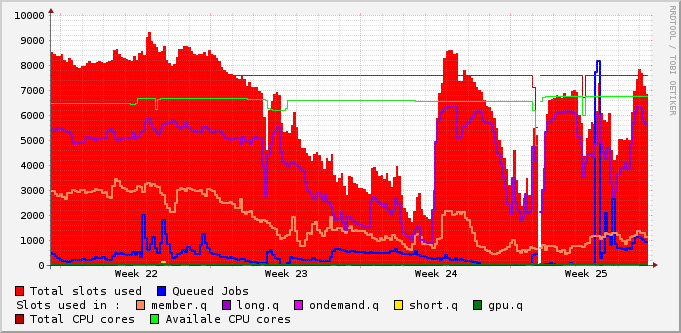 10000
9000
8000
7000
6000
5000
4000
3000
2000
1000
0
Week 22 Week 23 Week 24 Week 25
Total slots used Queued Jobs
Slots used in : member.q long.q ondemand.q short.q gpu.q
Total CPU cores Availale CPU cores
RRDTOOL / TOBI OETIKER